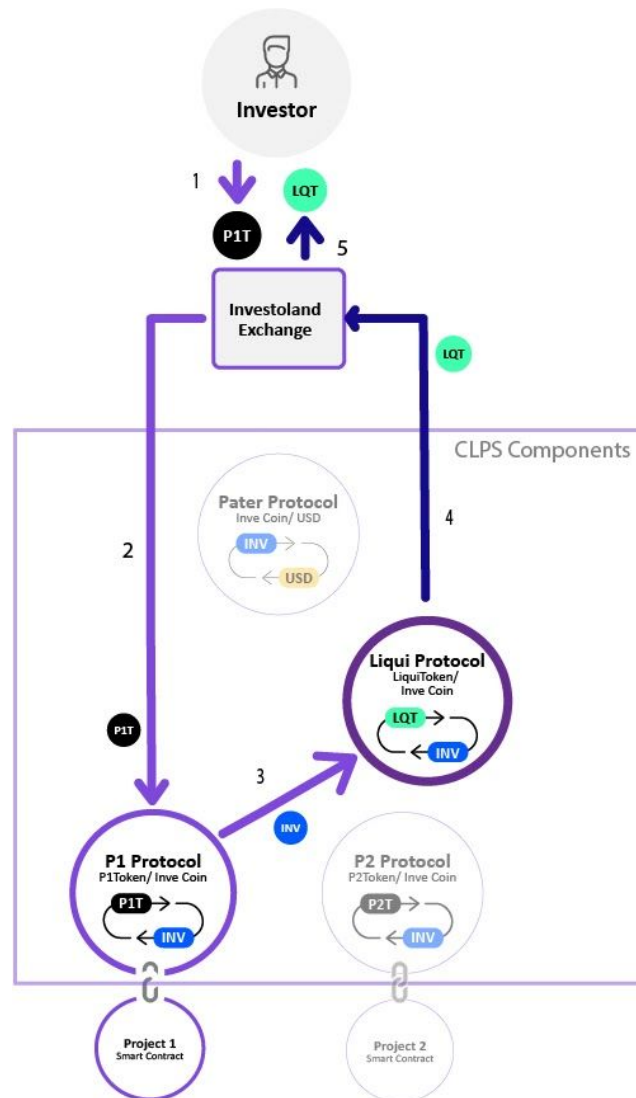 Investor
1
LQT
P1T
5
Investoland
Exchange
LQT
CLPS Components
Pater Protocol
Inve Coin/ USD
INV
USD
2
4
Liqui Protocol
LiquiToken/
Inve Coin
LQT
INV
P1T
3
INV
P1 Protocol
P1Token/ Inve Coin
P1T
INV
P2 Protocol
P2Token/ Inve Coin
P2T
INV
Project 1
Smart Contract
Project 2
Smart Contract